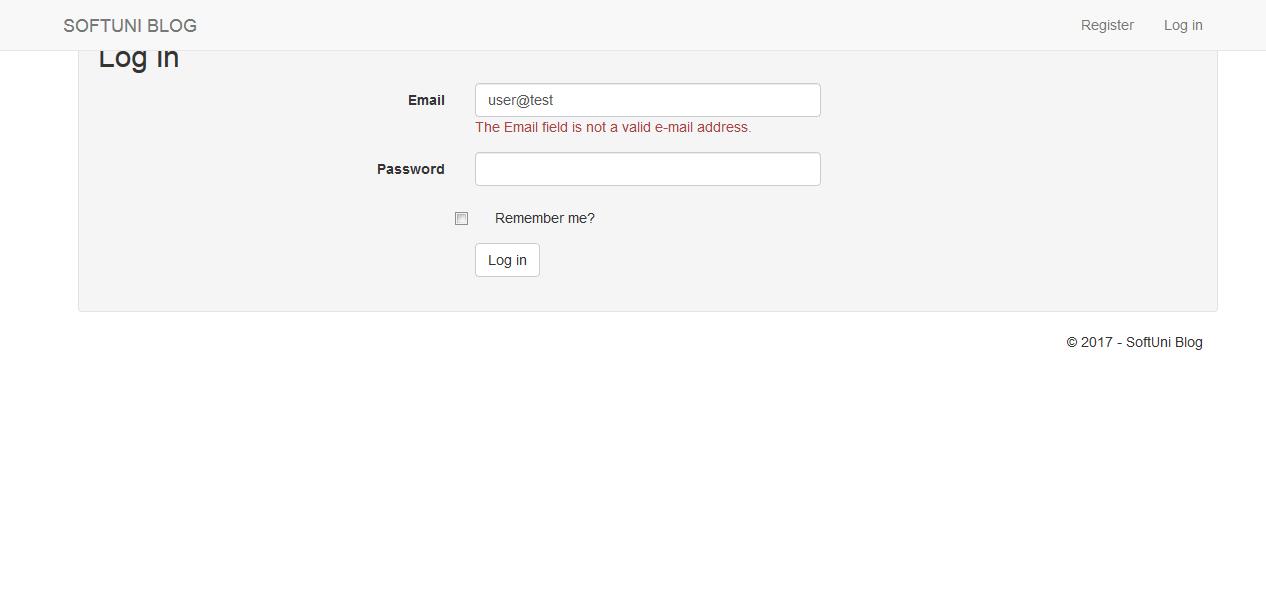 SOFTUNI BLOG Register Log in
Log in
Email user@test
The Email field is not a valid e-mail address.
Password
Remember me?
Log in
© 2017 - SoftUni Blog